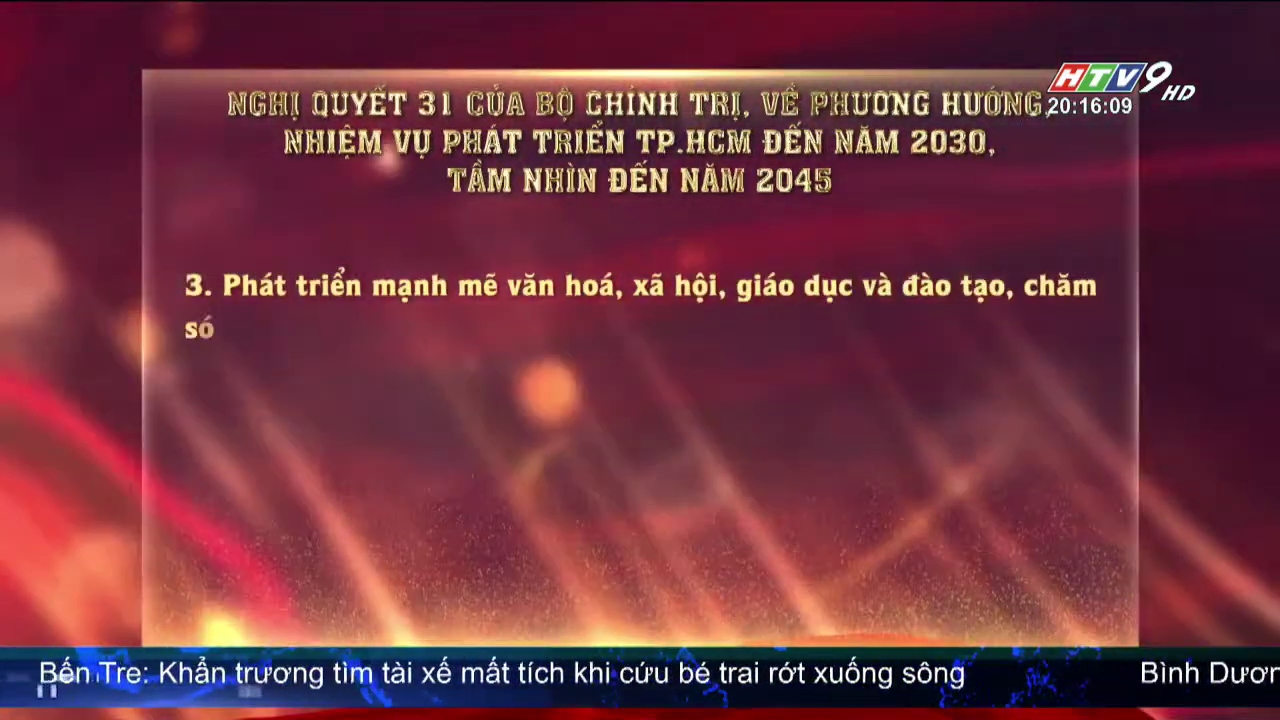 HTV9 HD
20:16:09
NGHỊ QUYẾT 31 CỦA BỘ CHÍNH TRỊ, VỀ PHƯƠNG HƯỚNG,
NHIỆM VỤ PHÁT TRIỂN TP.HCM ĐẾN NĂM 2030,
TẦM NHÌN ĐẾN NĂM 2045
3. Phát triển mạnh mẽ văn hoá, xã hội, giáo dục và đào tạo, chăm
só
Bến Tre: Khẩn trương tìm tài xế mất tích khi cứu bé trai rớt xuống sông Bình Dươn